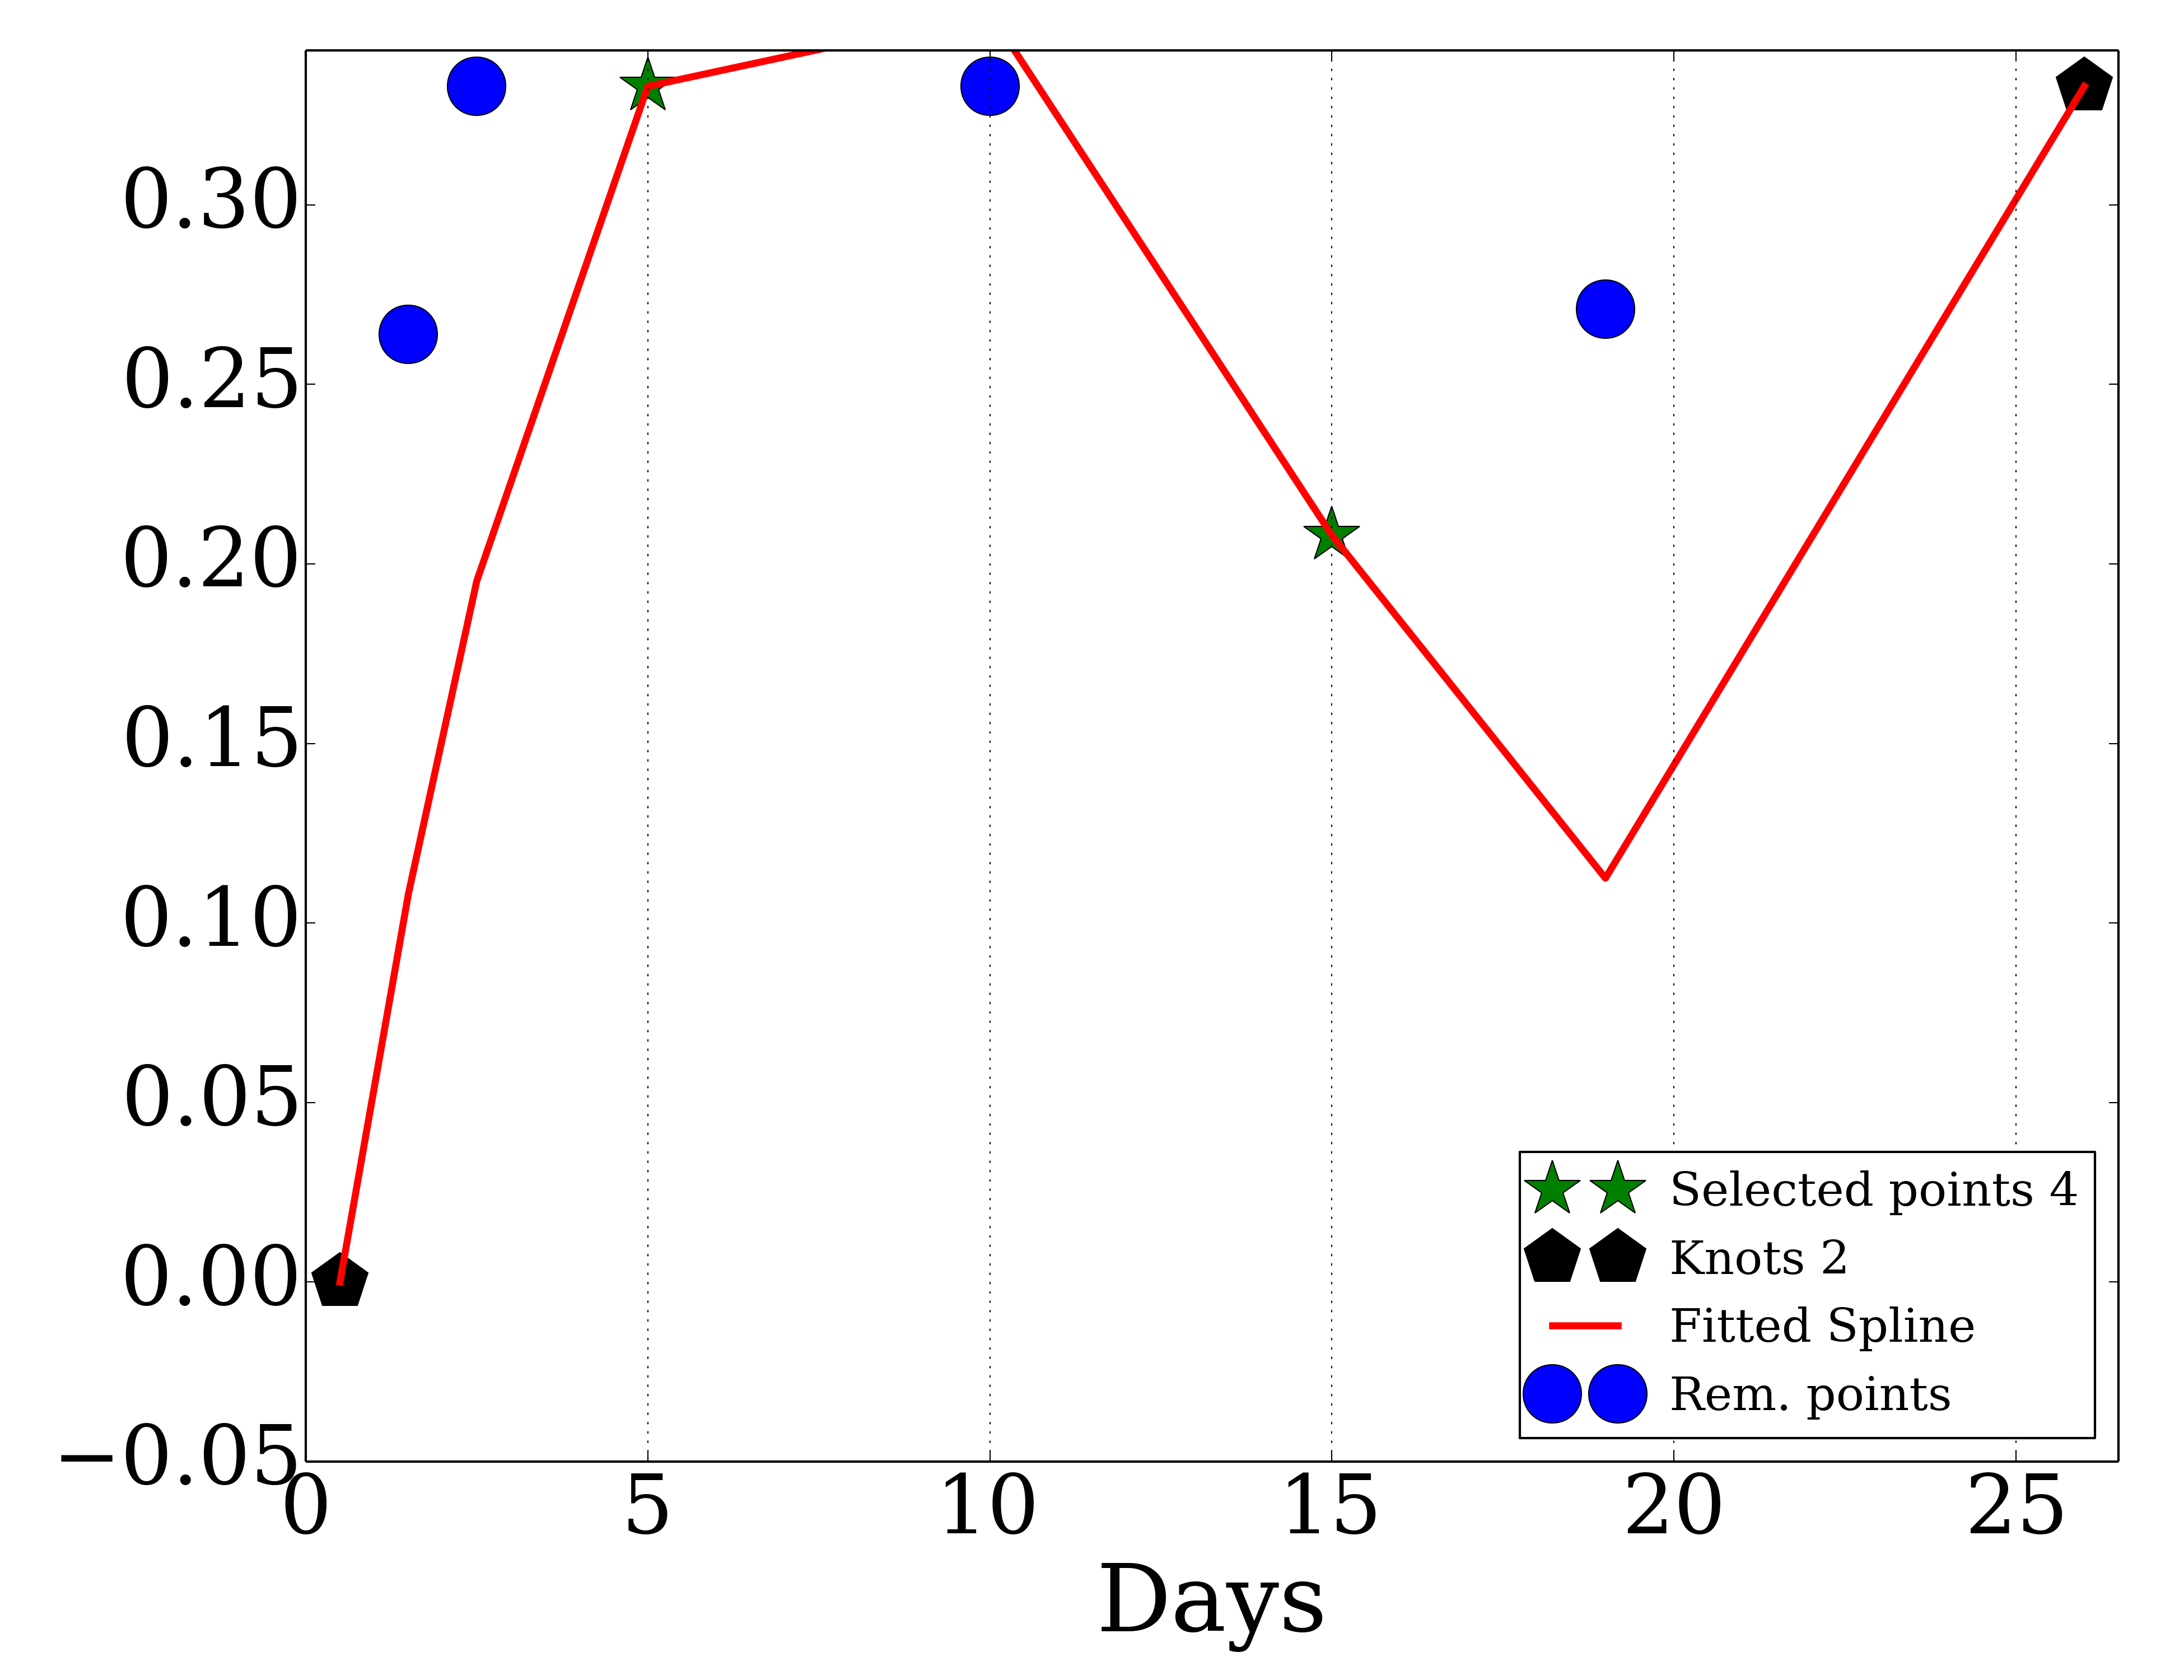 0.30
0.25
0.20
0.15
0.10
0.05
0.00
−0.05
0 5 10 15 20 25
Days
Selected points 4
Knots 2
Fitted Spline
Rem. points